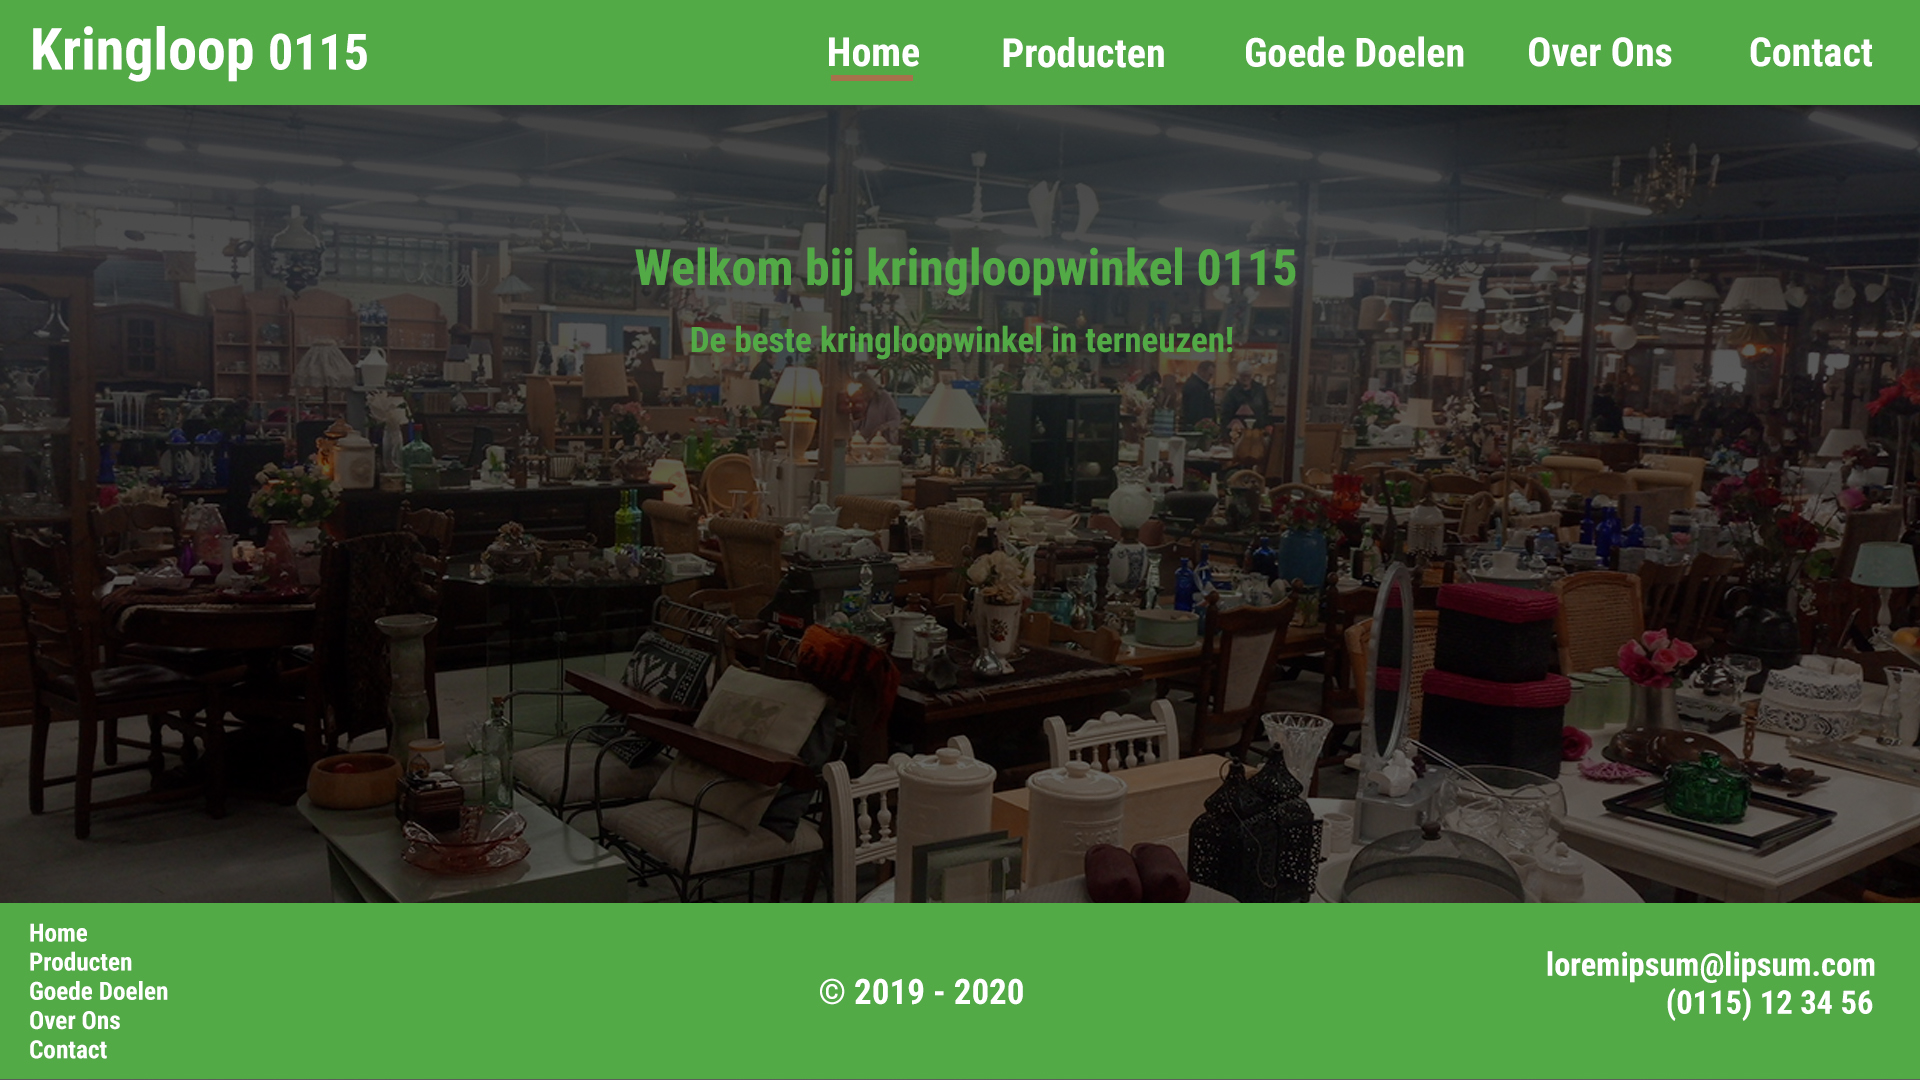 Kringloop 0115
Home Producten Goede Doelen Over Ons Contact
Welkom bij kringloopwinkel 0115
De beste kringloopwinkel in terneuzen!
Home
Producten
Goede Doelen
Over Ons
Contact
© 2019 - 2020
loremipsum@lipsum.com
(0115) 12 34 56